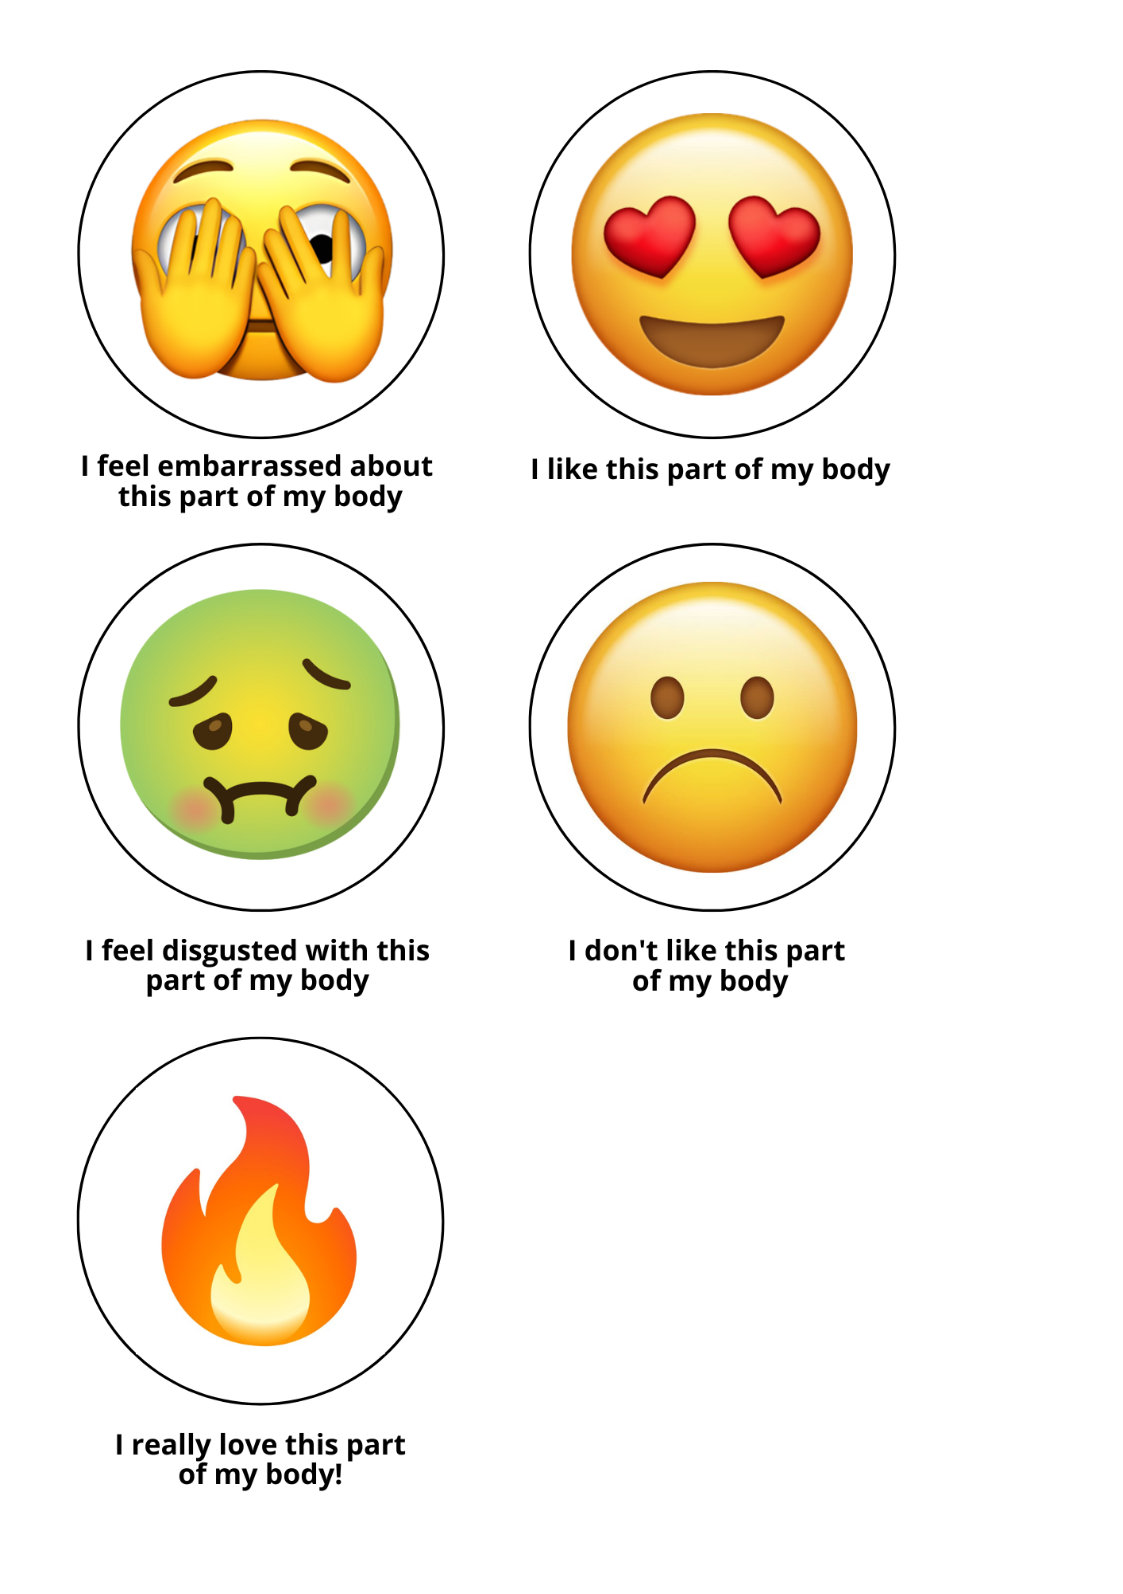 I feel embarrassed about
this part of my body
I like this part of my body
I feel disgusted with this
part of my body
I don't like this part
of my body
I really love this part
of my body!